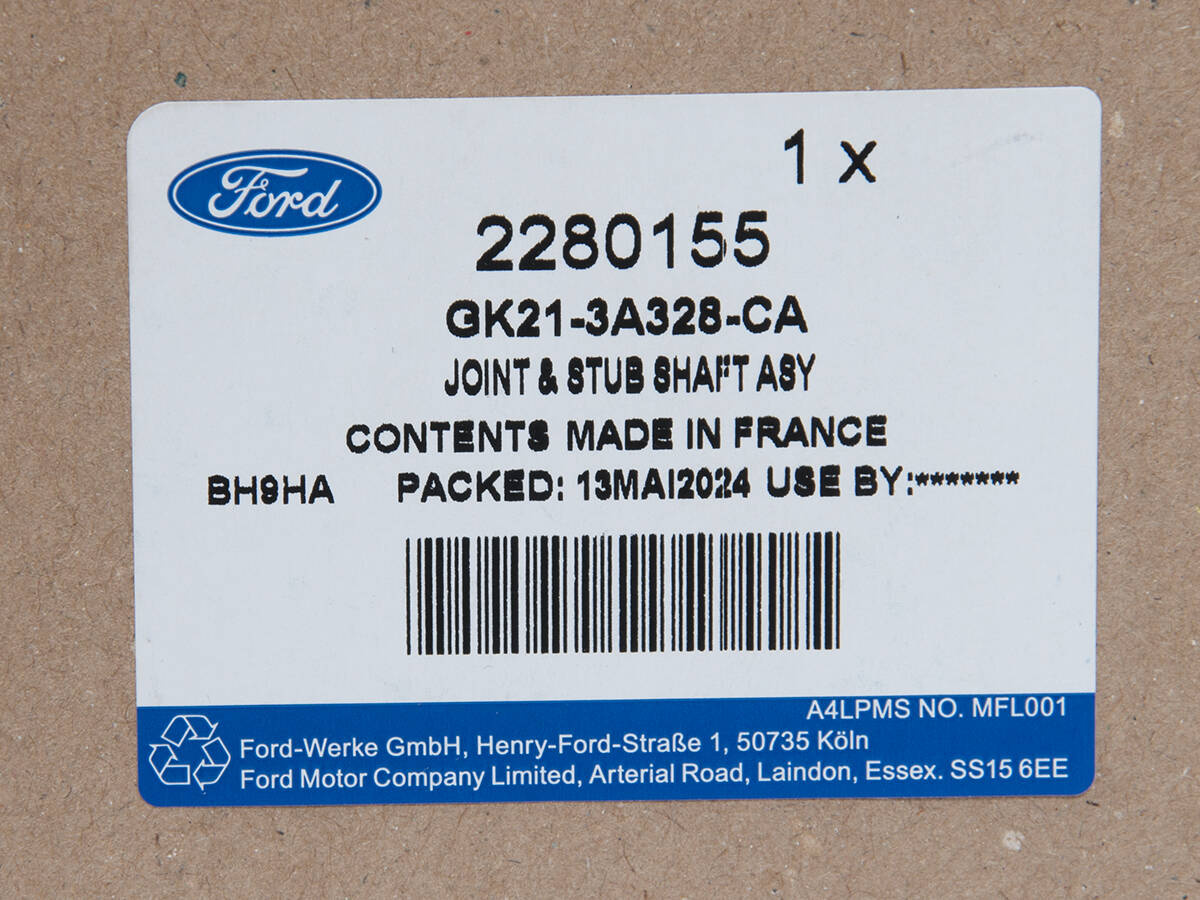 Ford
1 x
2280155
GK21-3A328-CA
JOINT & STUB SHAFT ASY
CONTENTS MADE IN FRANCE
BH9HA PACKED: 13MAI2024 USE BY:*******
A4LPMS NO. MFL001
Ford-Werke GmbH, Henry-Ford-Straße 1, 50735 Köln
Ford Motor Company Limited, Arterial Road, Laindon, Essex. SS15 6EE